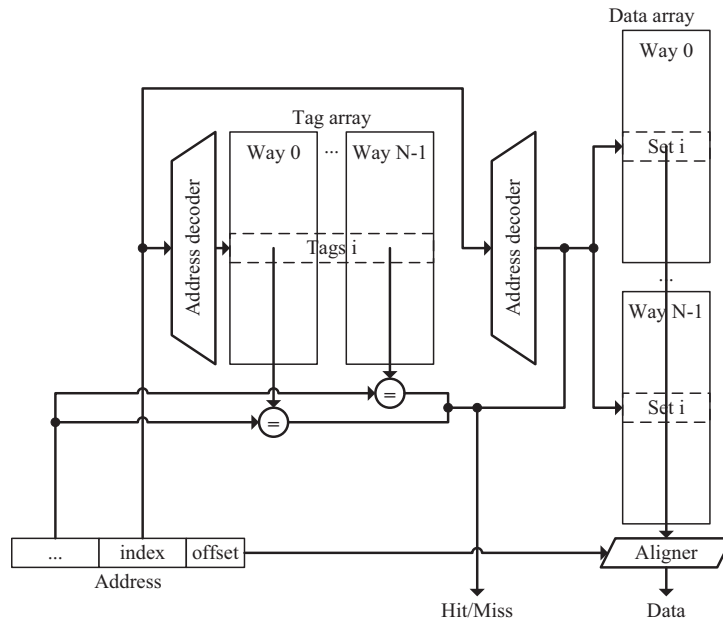 Data array
Way 0
Tag array
Way 0 ... Way N-1
Address decoder
Address decoder
Set i
Tags i
...
Way N-1
=
=
Set i
... index offset
Aligner
Address
Hit/Miss Data